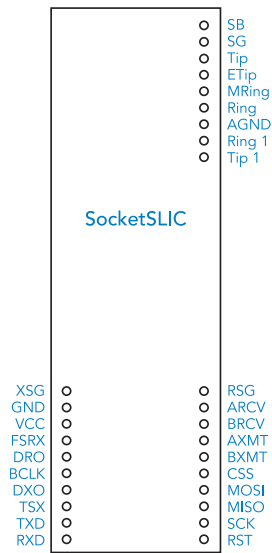 SB
SG
Tip
ETip
MRing
Ring
AGND
Ring 1
Tip 1
SocketSLIC
XSG
GND
VCC
FSRX
DRO
BCLK
DXO
TSX
TXD
RXD
RSG
ARCV
BRCV
AXMT
BXMT
CSS
MOSI
MISO
SCK
RST